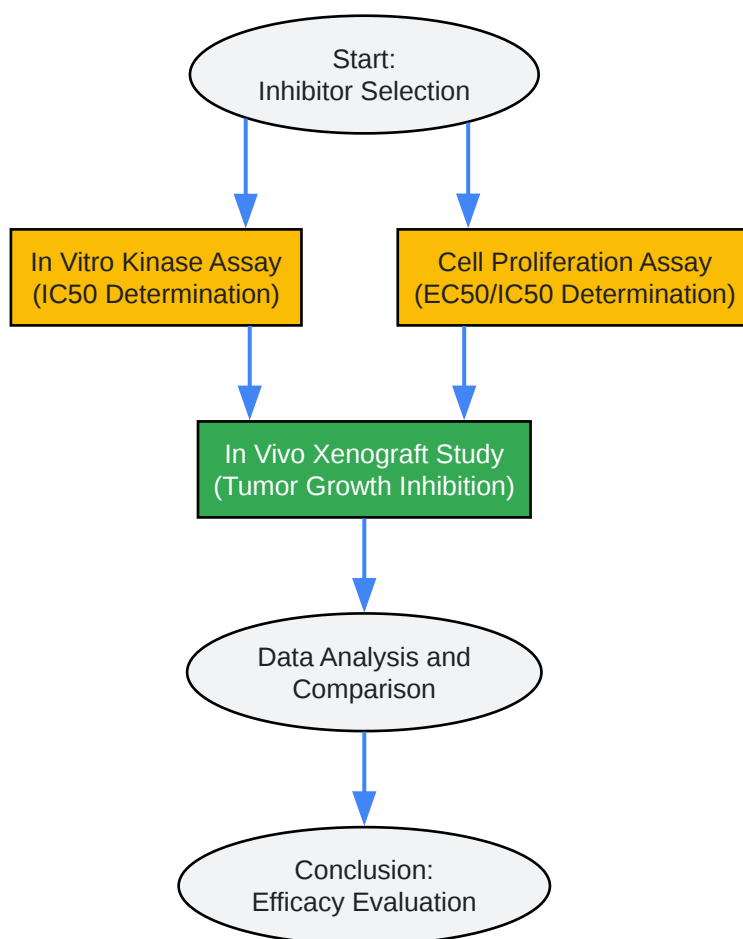 Start:
Inhibitor Selection
In Vitro Kinase Assay
(IC50 Determination)
Cell Proliferation Assay
(EC50/IC50 Determination)
In Vivo Xenograft Study
(Tumor Growth Inhibition)
Data Analysis and
Comparison
Conclusion:
Efficacy Evaluation